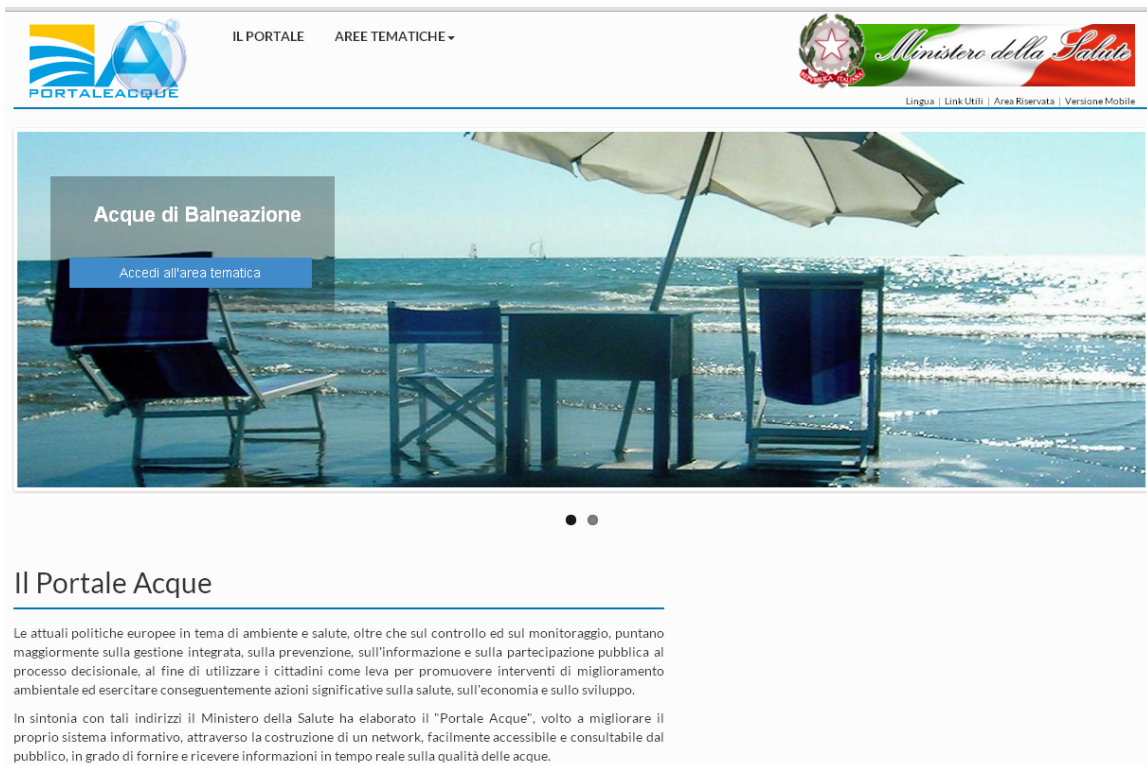 IL PORTALE
AREE TEMATICHE
Ministero della Salute
REPVBBLICA ITALIANA
PORTALEACQUE
Lingua | Link Utili | Area Riservata | Versione Mobile
Acque di Balneazione
Accedi all'area tematica
Il Portale Acque
Le attuali politiche europee in tema di ambiente e salute, oltre che sul controllo ed sul monitoraggio, puntano
maggiormente sulla gestione integrata, sulla prevenzione, sull'informazione e sulla partecipazione pubblica al
processo decisionale, al fine di utilizzare i cittadini come leva per promuovere interventi di miglioramento
ambientale ed esercitare conseguentemente azioni significative sulla salute, sull'economia e sullo sviluppo.
In sintonia con tali indirizzi il Ministero della Salute ha elaborato il "Portale Acque", volto a migliorare il
proprio sistema informativo, attraverso la costruzione di un network, facilmente accessibile e consultabile dal
pubblico, in grado di fornire e ricevere informazioni in tempo reale sulla qualità delle acque.